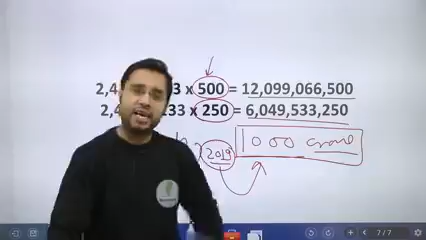 2,4 3 x 500 = 12,099,066,500
2,4 33 x 250 = 6,049,533,250
x 2019 1000 crore
7 / 7